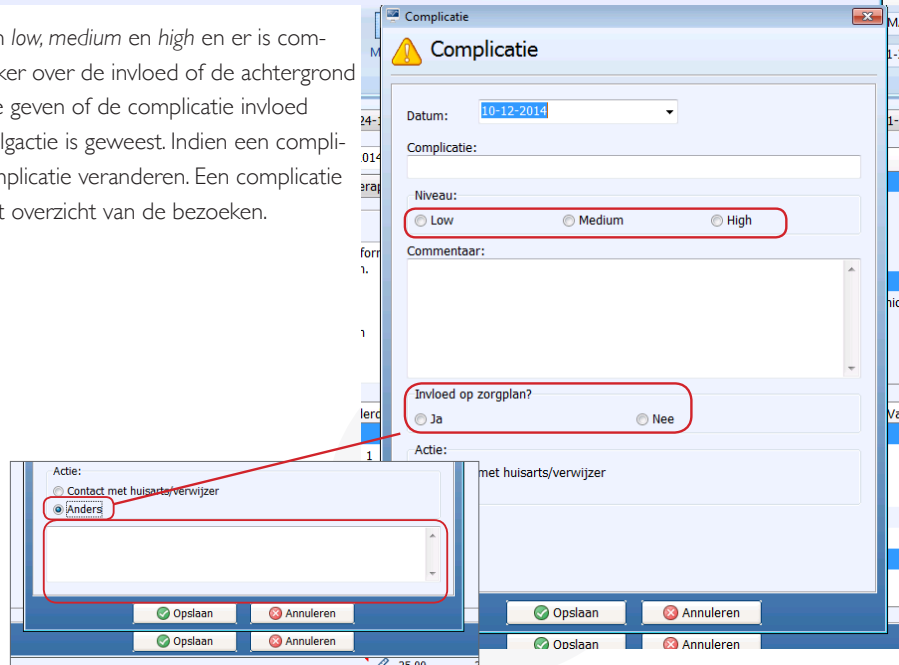 low, medium en high en er is com-
over de invloed of de achtergrond
geven of de complicatie invloed
is geweest. Indien een compli-
veranderen. Een complicatie
overzicht van de bezoeken.
Complicatie
Complicatie
Datum: 10-12-2014
Complicatie:
Niveau:
Low Medium High
Commentaar:
Invloed op zorgplan?
Ja Nee
Actie:
met huisarts/verwijzer
Opslaan Annuleren
Opslaan Annuleren
Actie:
Contact met huisarts/verwijzer
Anders
Opslaan Annuleren
Opslaan Annuleren
25,00
1